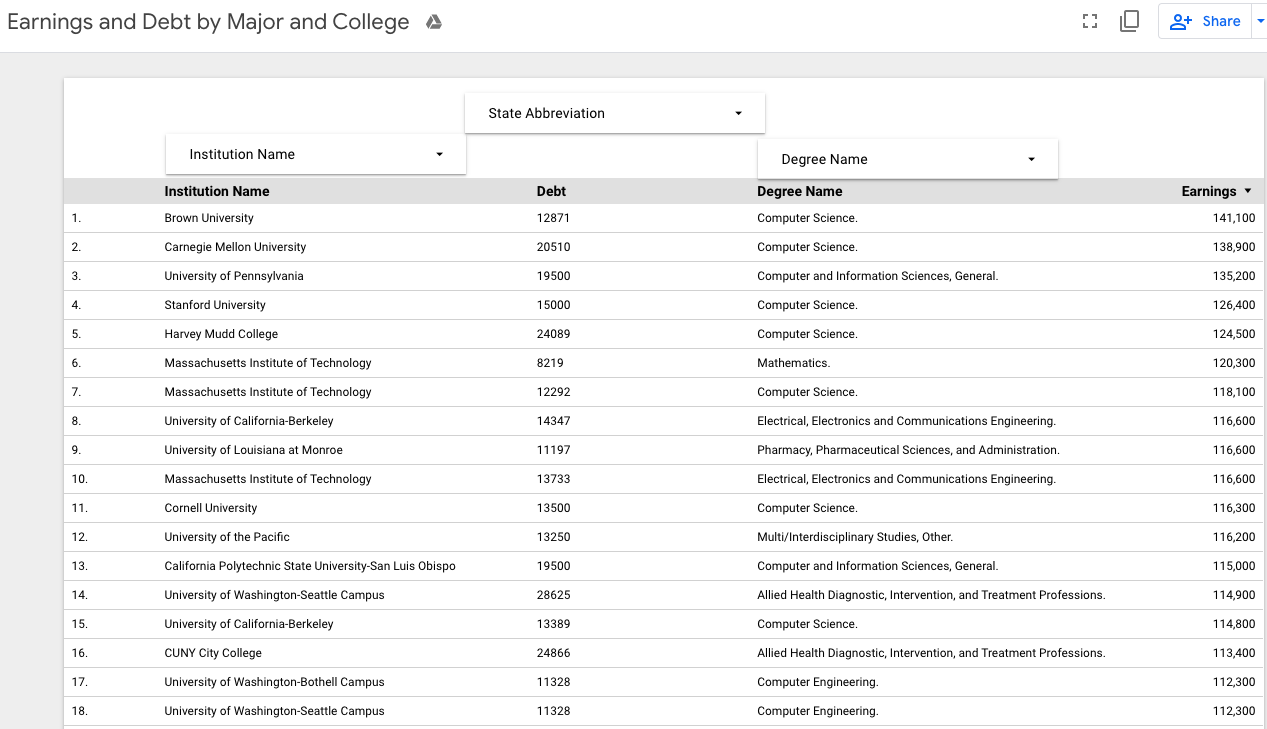 Earnings and Debt by Major and College
Share
State Abbreviation
Institution Name
Degree Name
Institution Name Debt Degree Name Earnings
1. Brown University 12871 Computer Science. 141,100
2. Carnegie Mellon University 20510 Computer Science. 138,900
3. University of Pennsylvania 19500 Computer and Information Sciences, General. 135,200
4. Stanford University 15000 Computer Science. 126,400
5. Harvey Mudd College 24089 Computer Science. 124,500
6. Massachusetts Institute of Technology 8219 Mathematics. 120,300
7. Massachusetts Institute of Technology 12292 Computer Science. 118,100
8. University of California-Berkeley 14347 Electrical, Electronics and Communications Engineering. 116,600
9. University of Louisiana at Monroe 11197 Pharmacy, Pharmaceutical Sciences, and Administration. 116,600
10. Massachusetts Institute of Technology 13733 Electrical, Electronics and Communications Engineering. 116,600
11. Cornell University 13500 Computer Science. 116,300
12. University of the Pacific 13250 Multi/Interdisciplinary Studies, Other. 116,200
13. California Polytechnic State University-San Luis Obispo 19500 Computer and Information Sciences, General. 115,000
14. University of Washington-Seattle Campus 28625 Allied Health Diagnostic, Intervention, and Treatment Professions. 114,900
15. University of California-Berkeley 13389 Computer Science. 114,800
16. CUNY City College 24866 Allied Health Diagnostic, Intervention, and Treatment Professions. 113,400
17. University of Washington-Bothell Campus 11328 Computer Engineering. 112,300
18. University of Washington-Seattle Campus 11328 Computer Engineering. 112,300